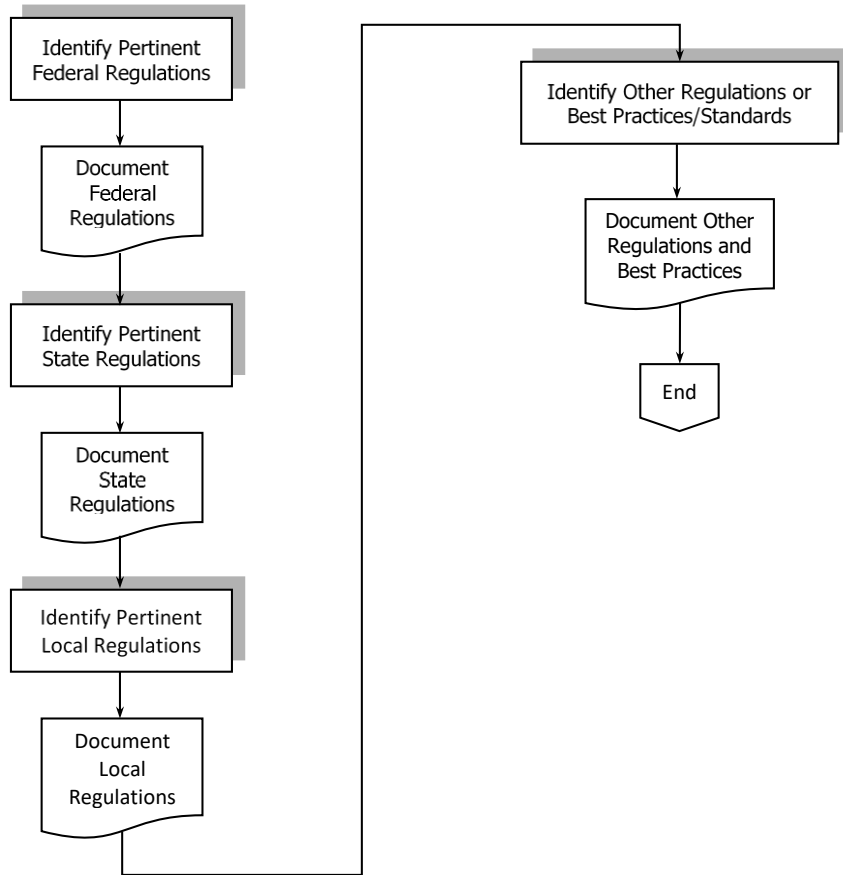 Identify Pertinent
Federal Regulations
Document
Federal
Regulations
Identify Pertinent
State Regulations
Document
State
Regulations
Identify Pertinent
Local Regulations
Document
Local
Regulations
Identify Other Regulations or
Best Practices/Standards
Document Other
Regulations and
Best Practices
End